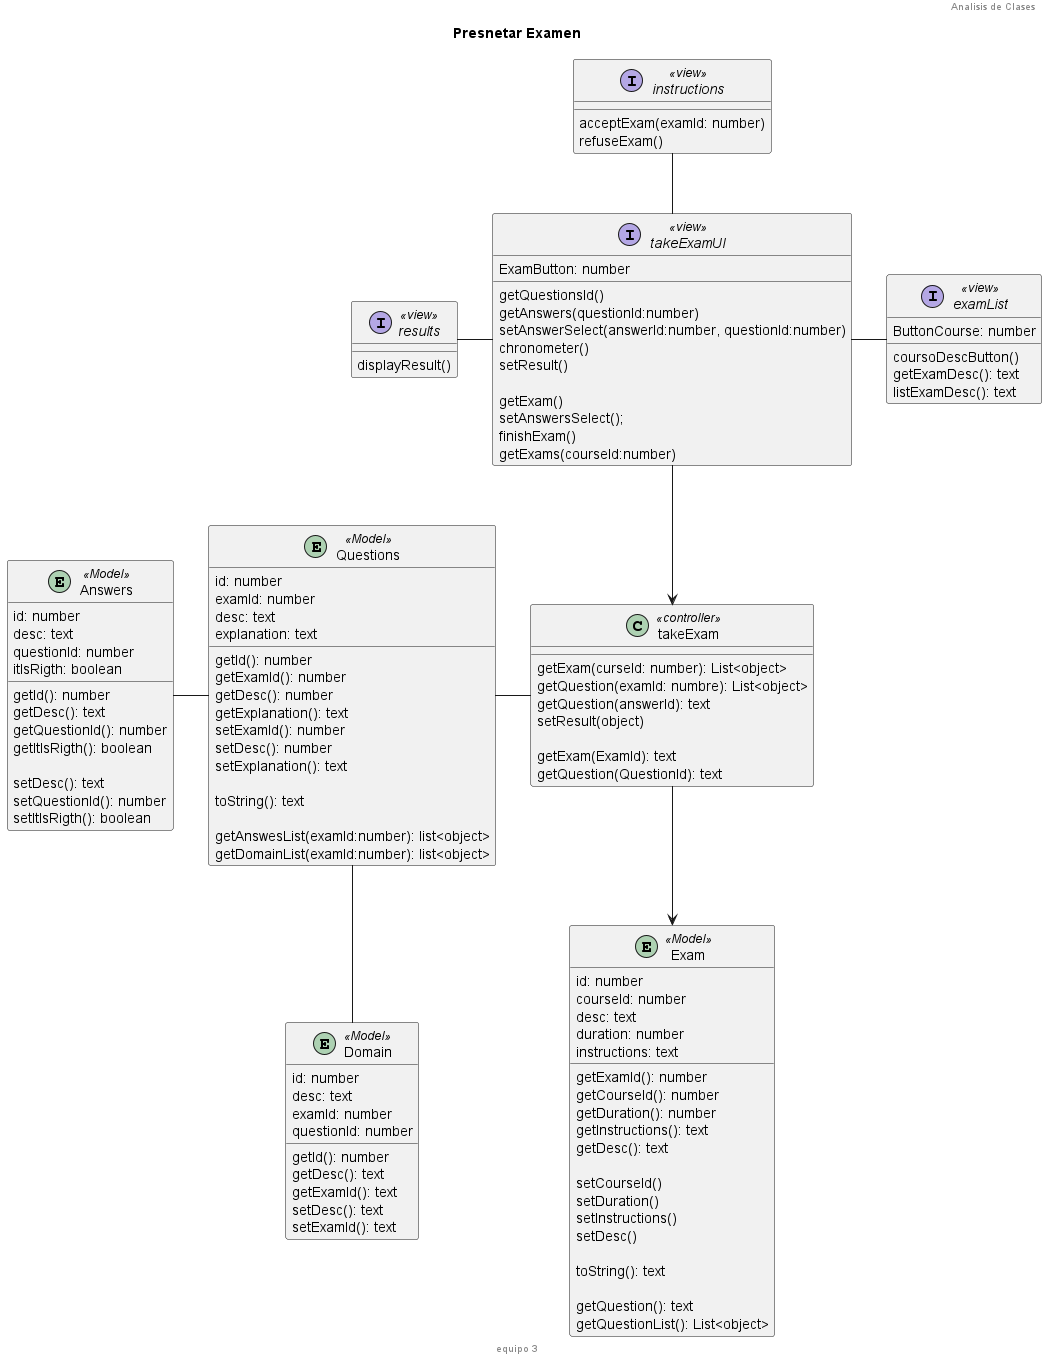 Analisis de Clases
Presnetar Examen
I
«view»
instructions
acceptExam(examId: number)
refuseExam()
I
«view»
takeExamUI
ExamButton: number
getQuestionsId()
getAnswers(questionId:number)
setAnswerSelect(answerId:number, questionId:number)
chronometer()
setResult()
getExam()
setAnswersSelect();
finishExam()
getExams(courseId:number)
I
«view»
results
displayResult()
I
«view»
examList
ButtonCourse: number
coursoDescButton()
getExamDesc(): text
listExamDesc(): text
E
«Model»
Answers
id: number
desc: text
questionId: number
itIsRigth: boolean
getId(): number
getDesc(): text
getQuestionId(): number
getItIsRigth(): boolean
setDesc(): text
setQuestionId(): number
setItIsRigth(): boolean
E
«Model»
Questions
id: number
examId: number
desc: text
explanation: text
getId(): number
getExamId(): number
getDesc(): number
getExplanation(): text
setExamId(): number
setDesc(): number
setExplanation(): text
toString(): text
getAnswesList(examId:number): list<object>
getDomainList(examId:number): list<object>
C
«controller»
takeExam
getExam(curseId: number): List<object>
getQuestion(examId: numbre): List<object>
getQuestion(answerId): text
setResult(object)
getExam(ExamId): text
getQuestion(QuestionId): text
E
«Model»
Domain
id: number
desc: text
examId: number
questionId: number
getId(): number
getDesc(): text
getExamId(): text
setDesc(): text
setExamId(): text
E
«Model»
Exam
id: number
courseId: number
desc: text
duration: number
instructions: text
getExamId(): number
getCourseId(): number
getDuration(): number
getInstructions(): text
getDesc(): text
setCourseId()
setDuration()
setInstructions()
setDesc()
toString(): text
getQuestion(): text
getQuestionList(): List<object>
equipo 3